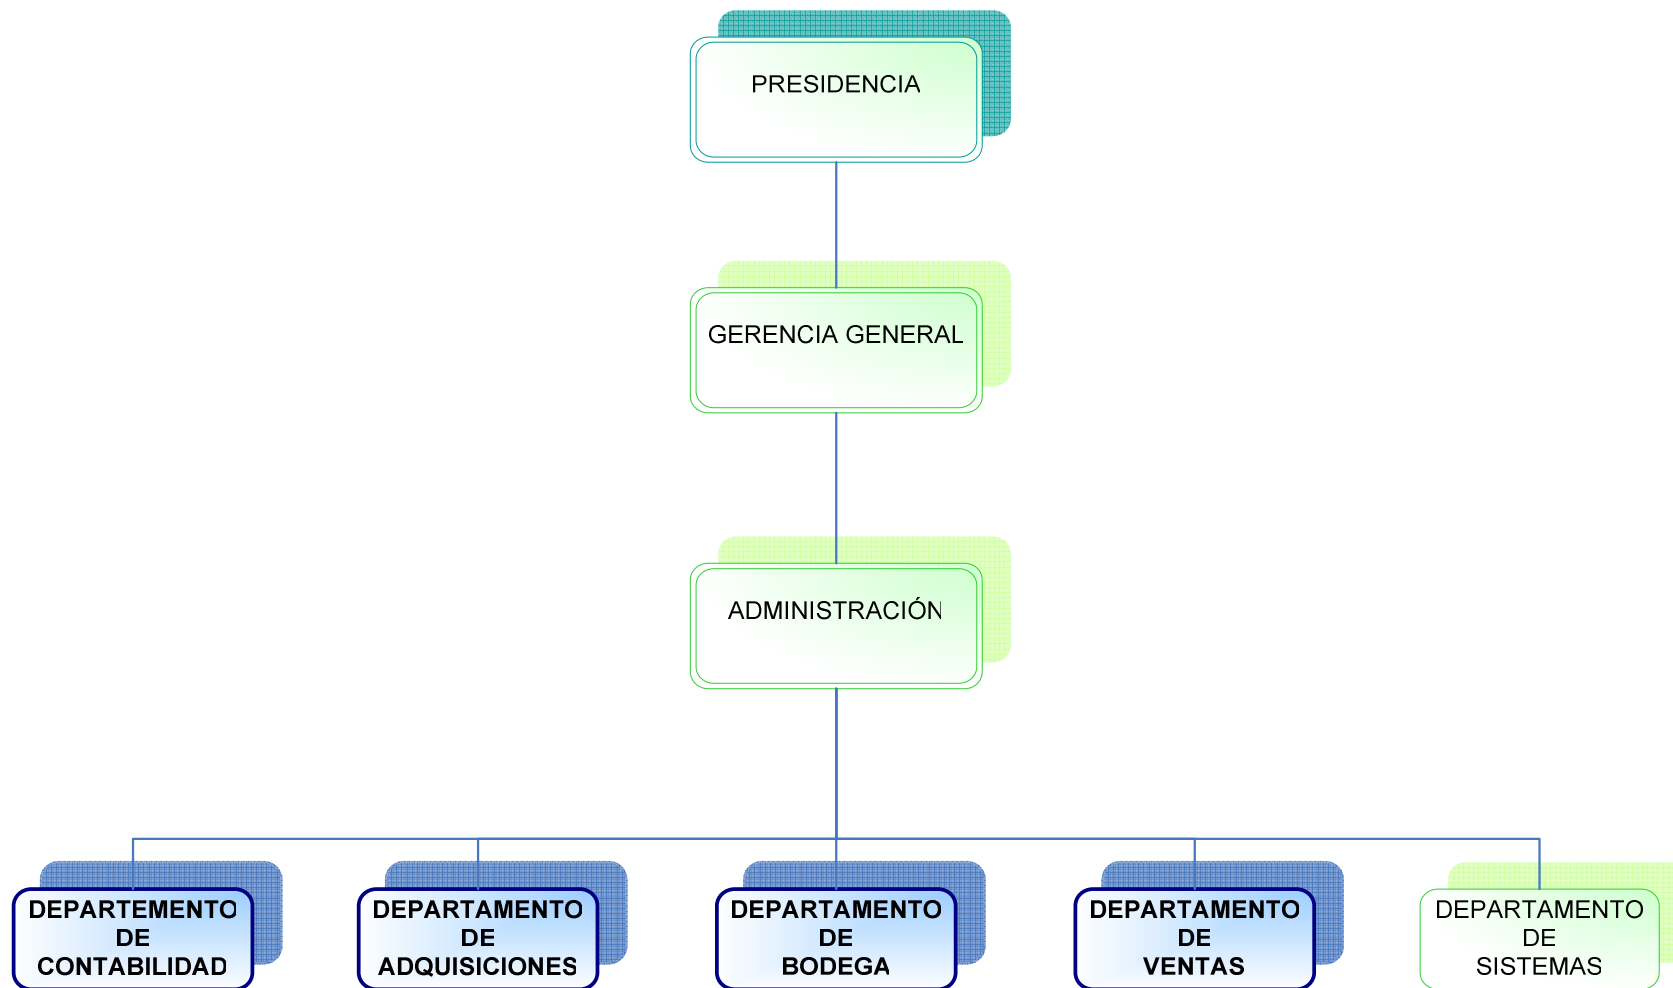 PRESIDENCIA
GERENCIA GENERAL
ADMINISTRACIÓN
DEPARTEMENTO
DE
CONTABILIDAD
DEPARTAMENTO
DE
ADQUISICIONES
DEPARTAMENTO
DE
BODEGA
DEPARTAMENTO
DE
VENTAS
DEPARTAMENTO
DE
SISTEMAS